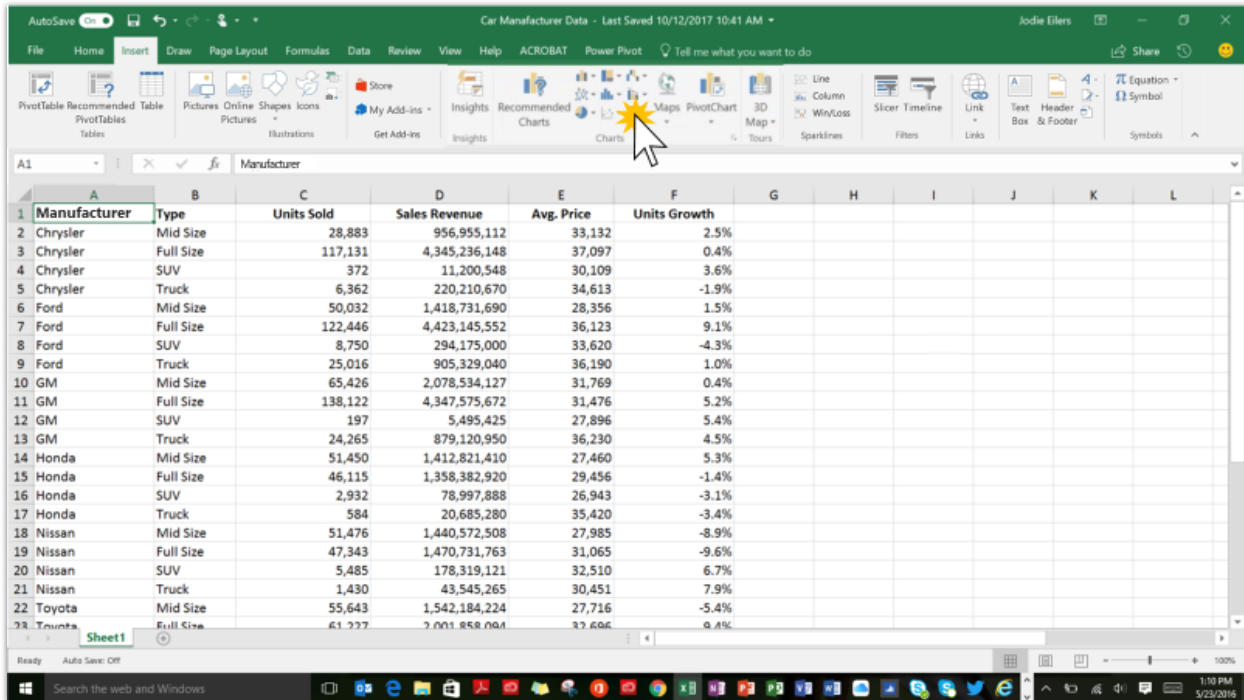 AutoSave On Car Manafacturer Data - Last Saved 10/12/2017 10:41 AM Jodie Eilers
File Home Insert Draw Page Layout Formulas Data Review View Help ACROBAT Power Pivot Tell me what you want to do Share
PivotTable Recommended PivotTables Table
Tables
Pictures Online Pictures Shapes Icons
Illustrations
Store
My Add-ins
Get Add-ins
Insights
Insights
Recommended Charts
Maps PivotChart
Charts
3D Map
Tours
Line
Column
Win/Loss
Sparklines
Slicer Timeline
Filters
Link
Links
Text Box Header & Footer
Equation
Symbol
Symbols
A1 fx Manufacturer
A B C D E F G H I J K L
1 Manufacturer Type Units Sold Sales Revenue Avg. Price Units Growth
2 Chrysler Mid Size 28,883 956,955,112 33,132 2.5%
3 Chrysler Full Size 117,131 4,345,236,148 37,097 0.4%
4 Chrysler SUV 372 11,200,548 30,109 3.6%
5 Chrysler Truck 6,362 220,210,670 34,613 -1.9%
6 Ford Mid Size 50,032 1,418,731,690 28,356 1.5%
7 Ford Full Size 122,446 4,423,145,552 36,123 9.1%
8 Ford SUV 8,750 294,175,000 33,620 -4.3%
9 Ford Truck 25,016 905,329,040 36,190 1.0%
10 GM Mid Size 65,426 2,078,534,127 31,769 0.4%
11 GM Full Size 138,122 4,347,575,672 31,476 5.2%
12 GM SUV 197 5,495,425 27,896 5.4%
13 GM Truck 24,265 879,120,950 36,230 4.5%
14 Honda Mid Size 51,450 1,412,821,410 27,460 5.3%
15 Honda Full Size 46,115 1,358,382,920 29,456 -1.4%
16 Honda SUV 2,932 78,997,888 26,943 -3.1%
17 Honda Truck 584 20,685,280 35,420 -3.4%
18 Nissan Mid Size 51,476 1,440,572,508 27,985 -8.9%
19 Nissan Full Size 47,343 1,470,731,763 31,065 -9.6%
20 Nissan SUV 5,485 178,319,121 32,510 6.7%
21 Nissan Truck 1,430 43,545,265 30,451 7.9%
22 Toyota Mid Size 55,643 1,542,184,224 27,716 -5.4%
23 Toyota Full Size 61,227 2,001,858,094 32,696 9.4%
Sheet1
Ready Auto Save: Off 100%
Search the web and Windows 1:10 PM
5/23/2016